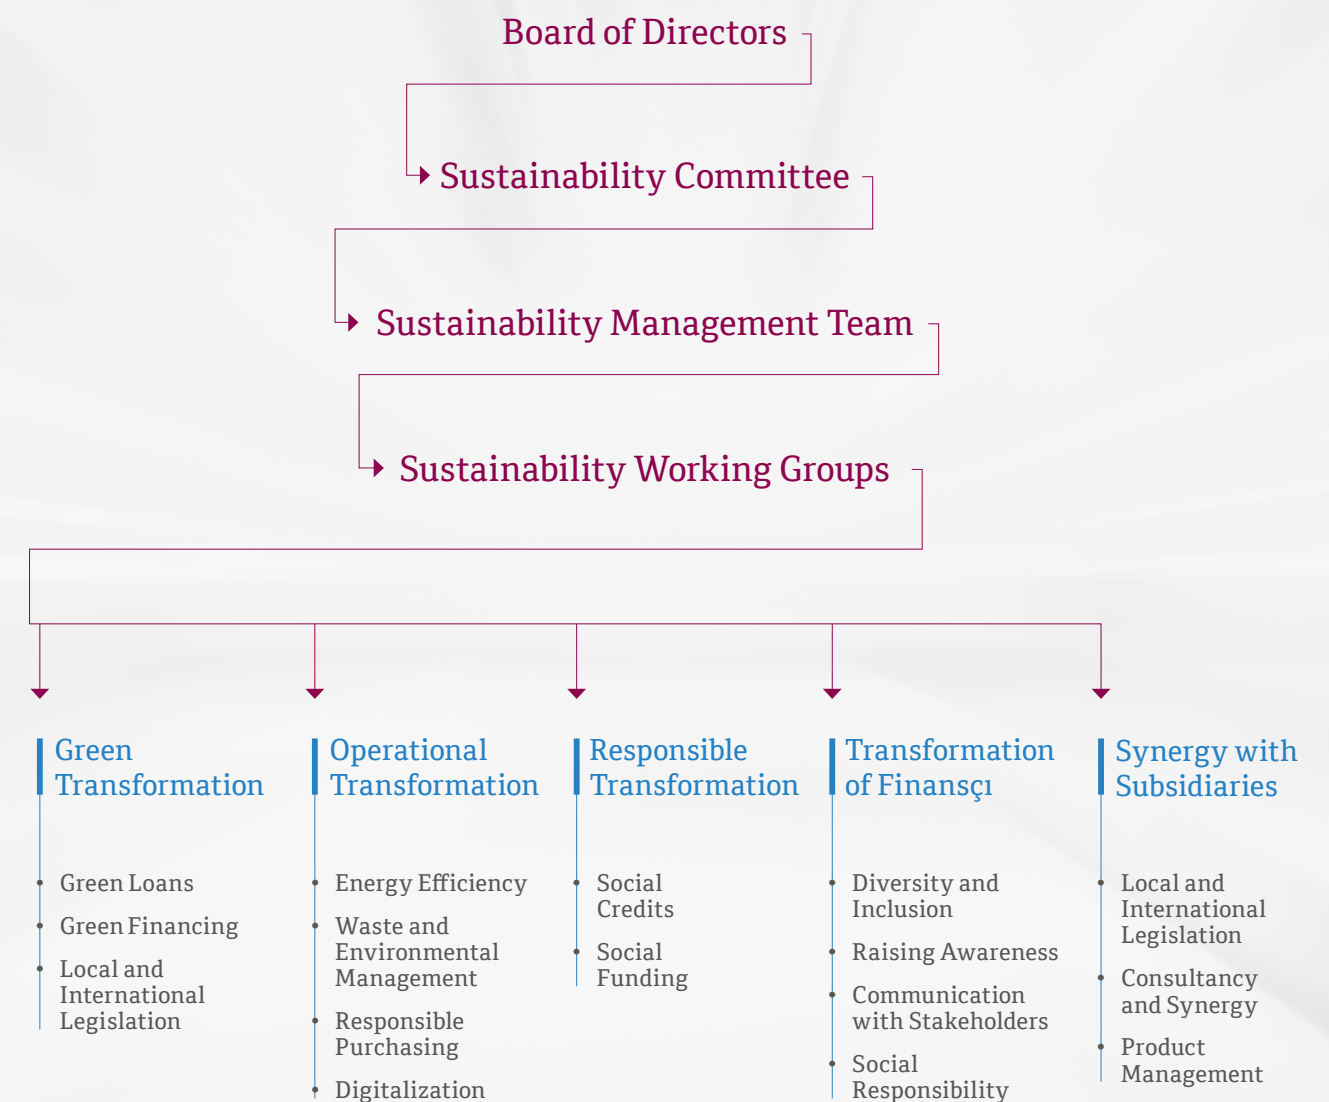 Board of Directors
Sustainability Committee
Sustainability Management Team
Sustainability Working Groups
Green
Transformation
• Green Loans
• Green Financing
• Local and
International
Legislation
Operational
Transformation
• Energy Efficiency
• Waste and
Environmental
Management
• Responsible
Purchasing
• Digitalization
Responsible
Transformation
• Social
Credits
• Social
Funding
Transformation
of Finansçı
• Diversity and
Inclusion
• Raising Awareness
• Communication
with Stakeholders
• Social
Responsibility
Synergy with
Subsidiaries
• Local and
International
Legislation
• Consultancy
and Synergy
• Product
Management